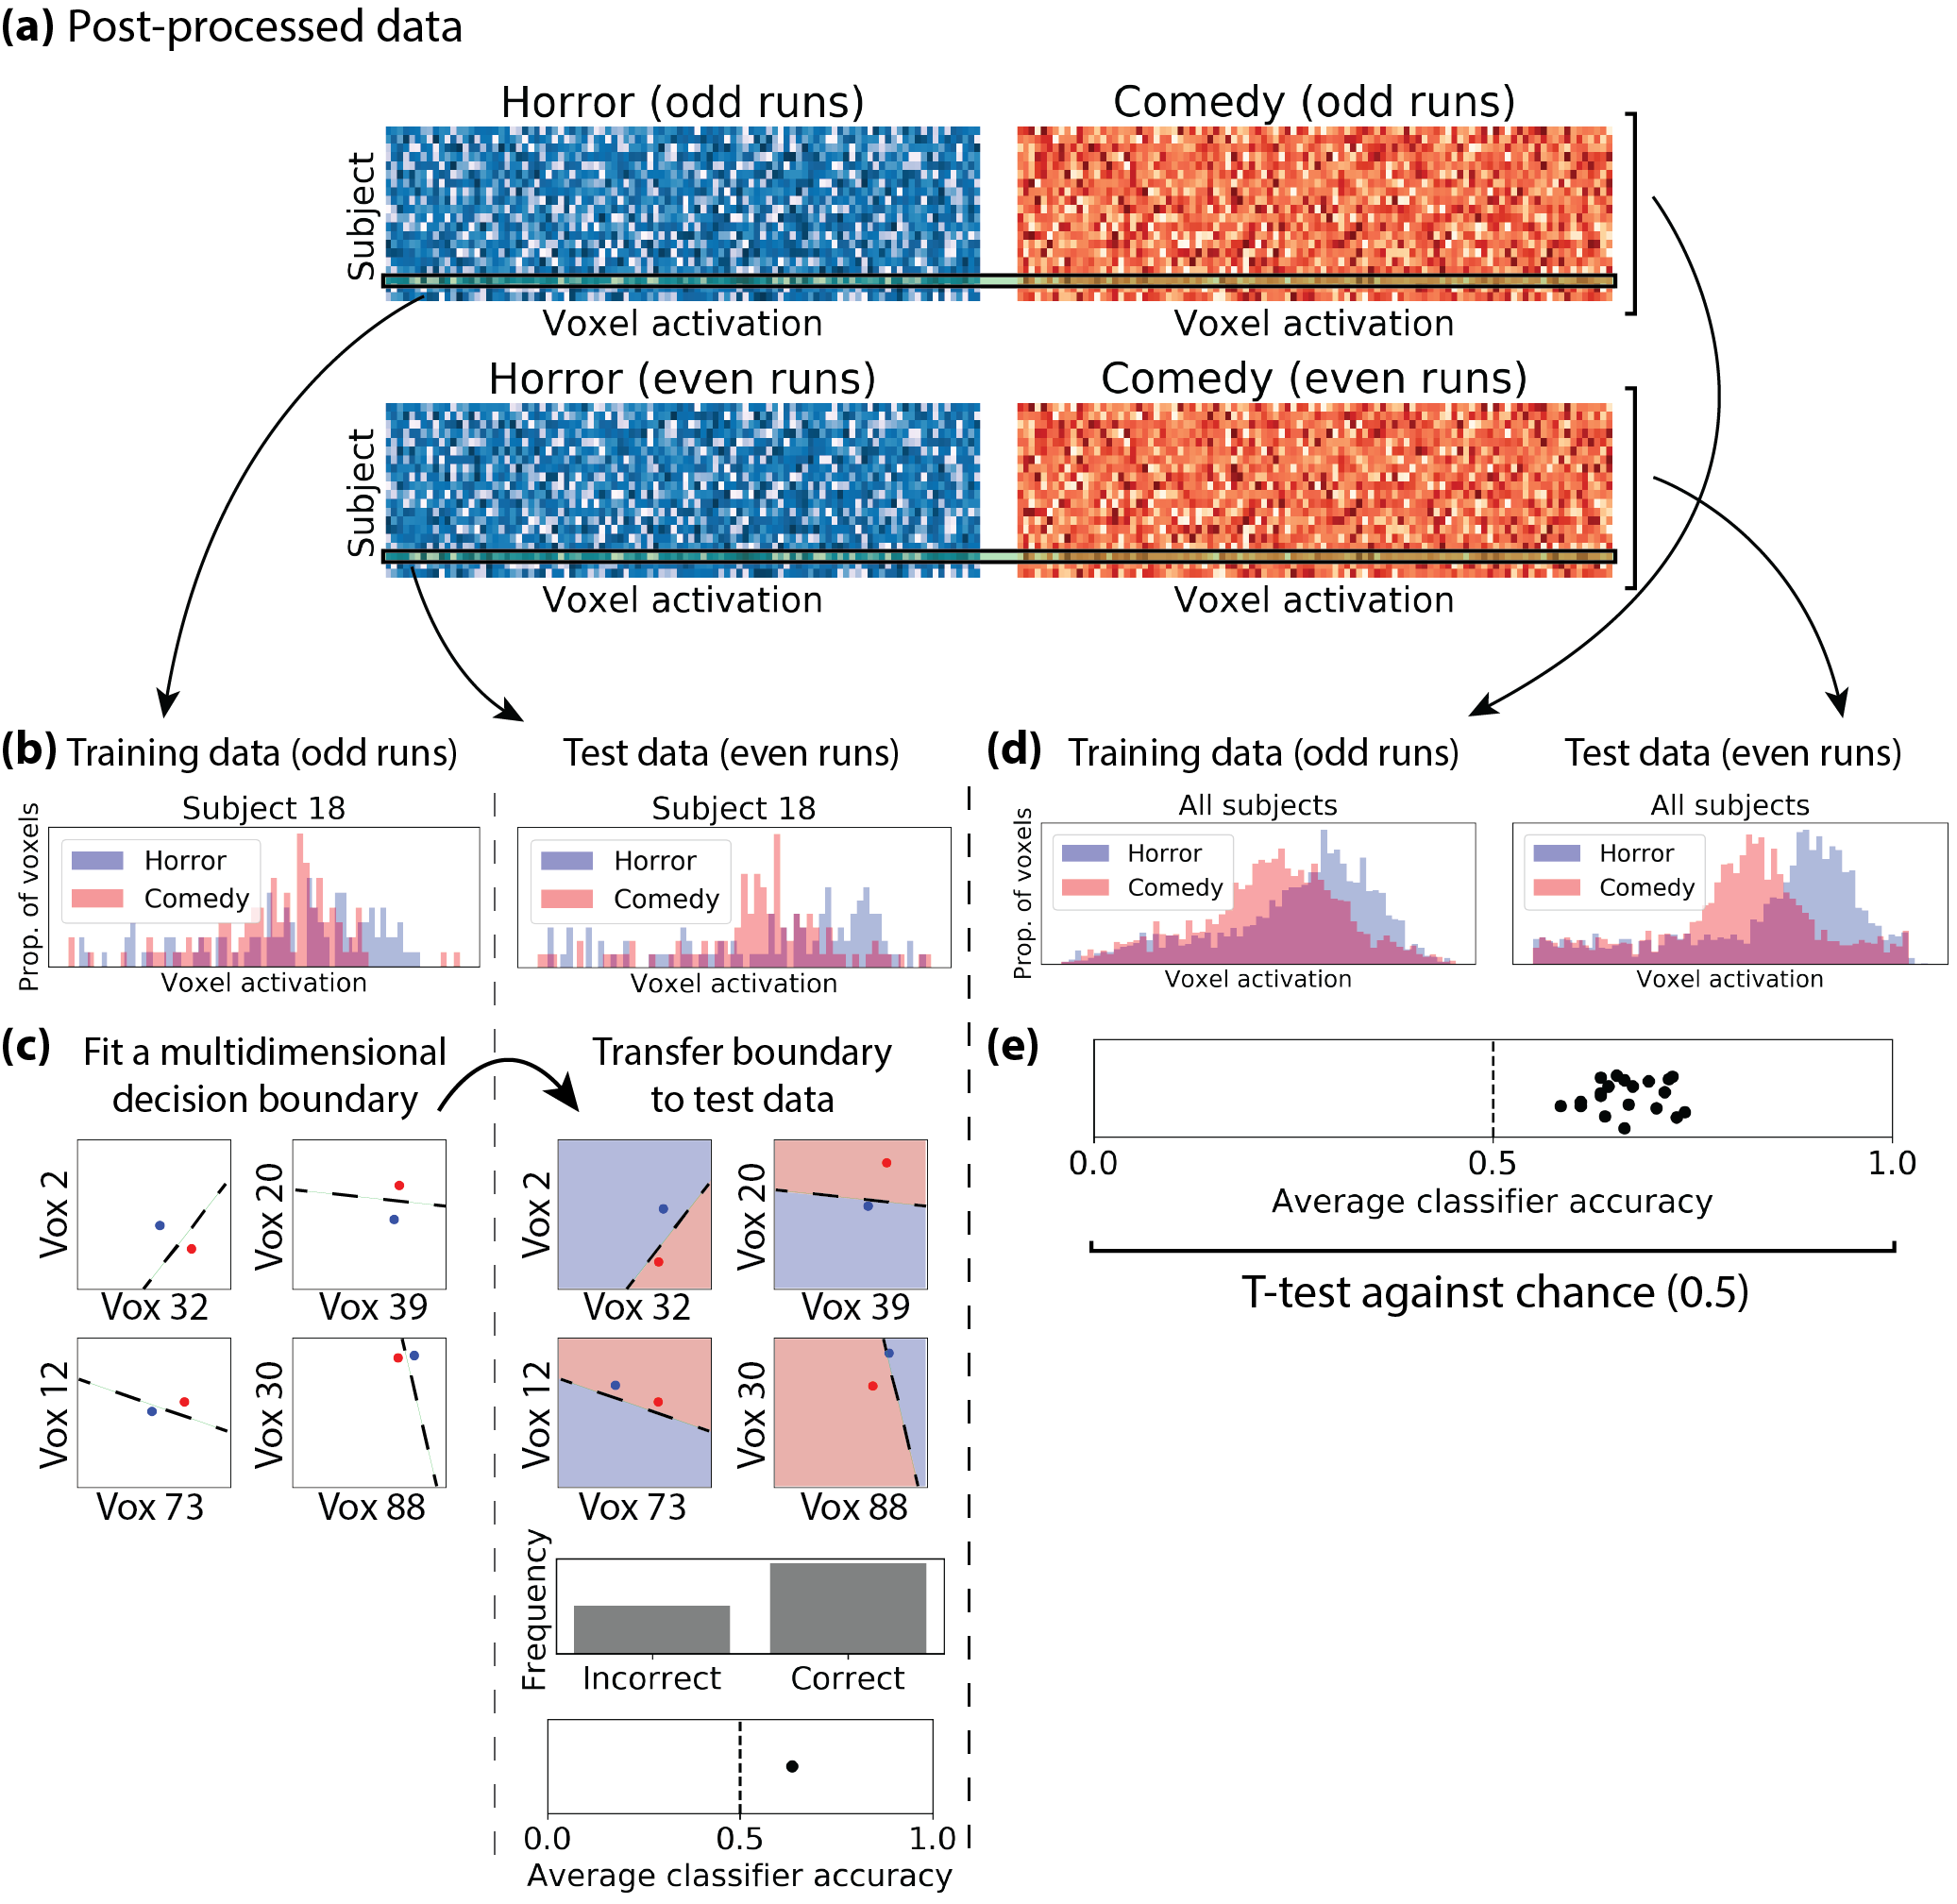 (a) Post-processed data
Horror (odd runs)
Comedy (odd runs)
Subject
Voxel activation
Voxel activation
Horror (even runs)
Comedy (even runs)
Subject
Voxel activation
Voxel activation
(b) Training data (odd runs)
Test data (even runs)
Subject 18
Subject 18
Prop. of voxels
Horror
Comedy
Horror
Comedy
Voxel activation
Voxel activation
(d) Training data (odd runs)
Test data (even runs)
All subjects
All subjects
Prop. of voxels
Horror
Comedy
Horror
Comedy
Voxel activation
Voxel activation
(c) Fit a multidimensional
decision boundary
Transfer boundary
to test data
Vox 2
Vox 32
Vox 20
Vox 39
Vox 2
Vox 32
Vox 20
Vox 39
Vox 12
Vox 73
Vox 30
Vox 88
Vox 12
Vox 73
Vox 30
Vox 88
Frequency
Incorrect
Correct
0.0
0.5
1.0
Average classifier accuracy
(e)
0.0
0.5
1.0
Average classifier accuracy
T-test against chance (0.5)